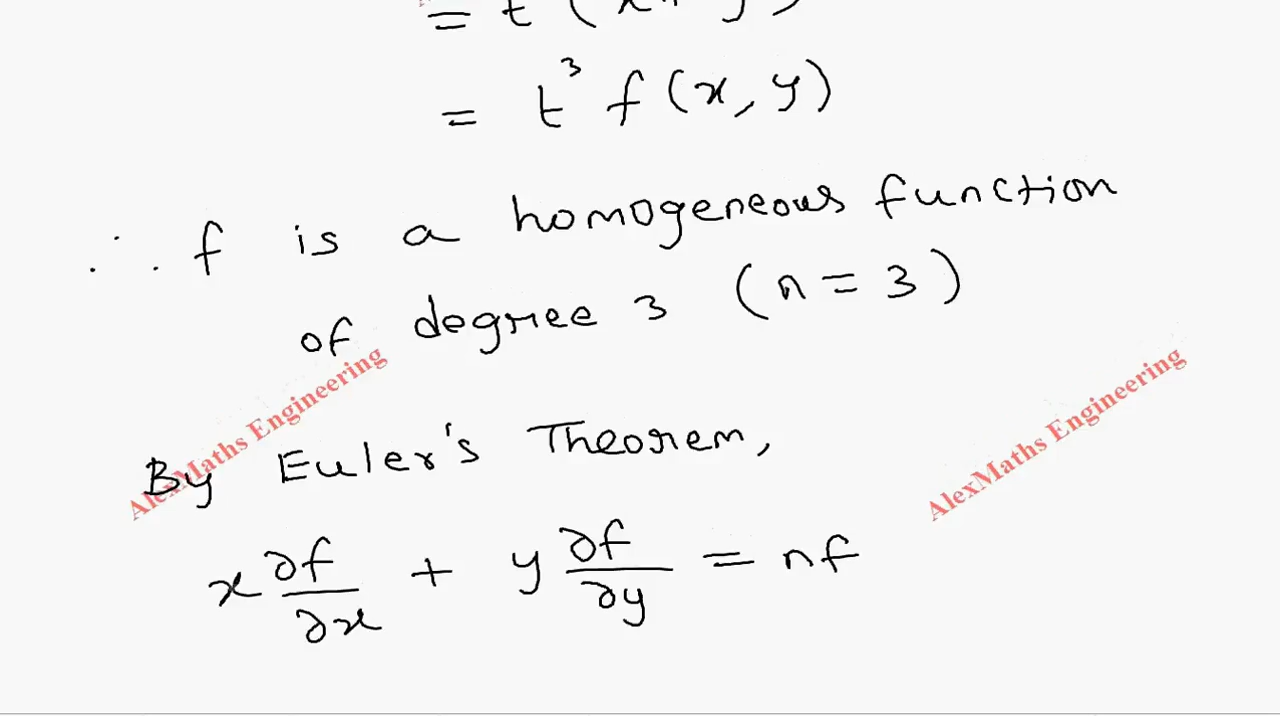 = t³ f(x, y)
∴ f is a homogeneous function
of degree 3 (n = 3)
AlexMaths Engineering
AlexMaths Engineering
By Euler's Theorem,
x ∂f/∂x + y ∂f/∂y = nf